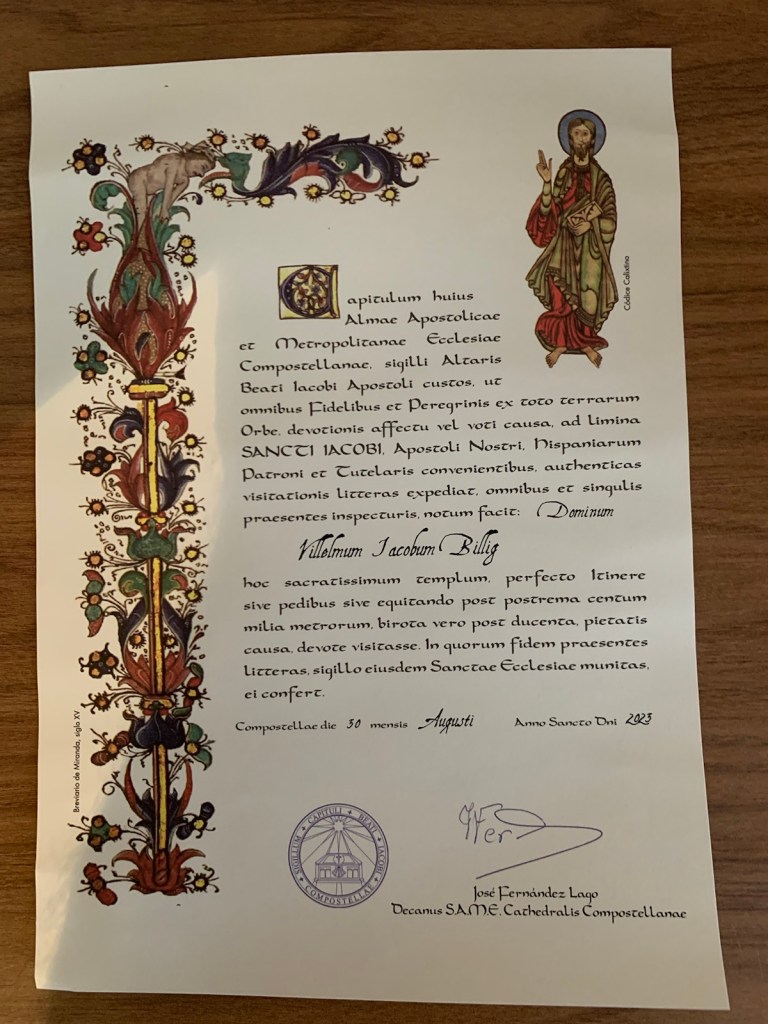 Códice Calixtino
Capitulum huius
Almae Apostolicae
et Metropolitanae Ecclesiae
Compostellanae, sigilli Altaris
Beati Iacobi Apostoli custos, ut
omnibus Fidelibus et Peregrinis ex toto terrarum
Orbe, devotionis affectu vel voti causa, ad limina
SANCTI IACOBI, Apostoli Nostri, Hispaniarum
Patroni et Tutelaris convenientibus, authenticas
visitationis litteras expediat, omnibus et singulis
praesentes inspecturis, notum facit: Dominum
Villelmum Iacobum Billig
hoc sacratissimum templum, perfecto Itinere
sive pedibus sive equitando post postrema centum
milia metrorum, birota vero post ducenta, pietatis
causa, devote visitasse. In quorum fidem praesentes
litteras, sigillo eiusdem Sanctae Ecclesiae munitas,
ei confert.
Compostellae die 30 mensis Augusti Anno Sancto Dni 2023
Breviario de Miranda, siglo XV
SIGILLUM ✦ CAPITULI ✦ BEATI ✦ IACOBI ✦ COMPOSTELLAE ✦
José Fernández Lago
Decanus S.A.M.E. Cathedralis Compostellanae